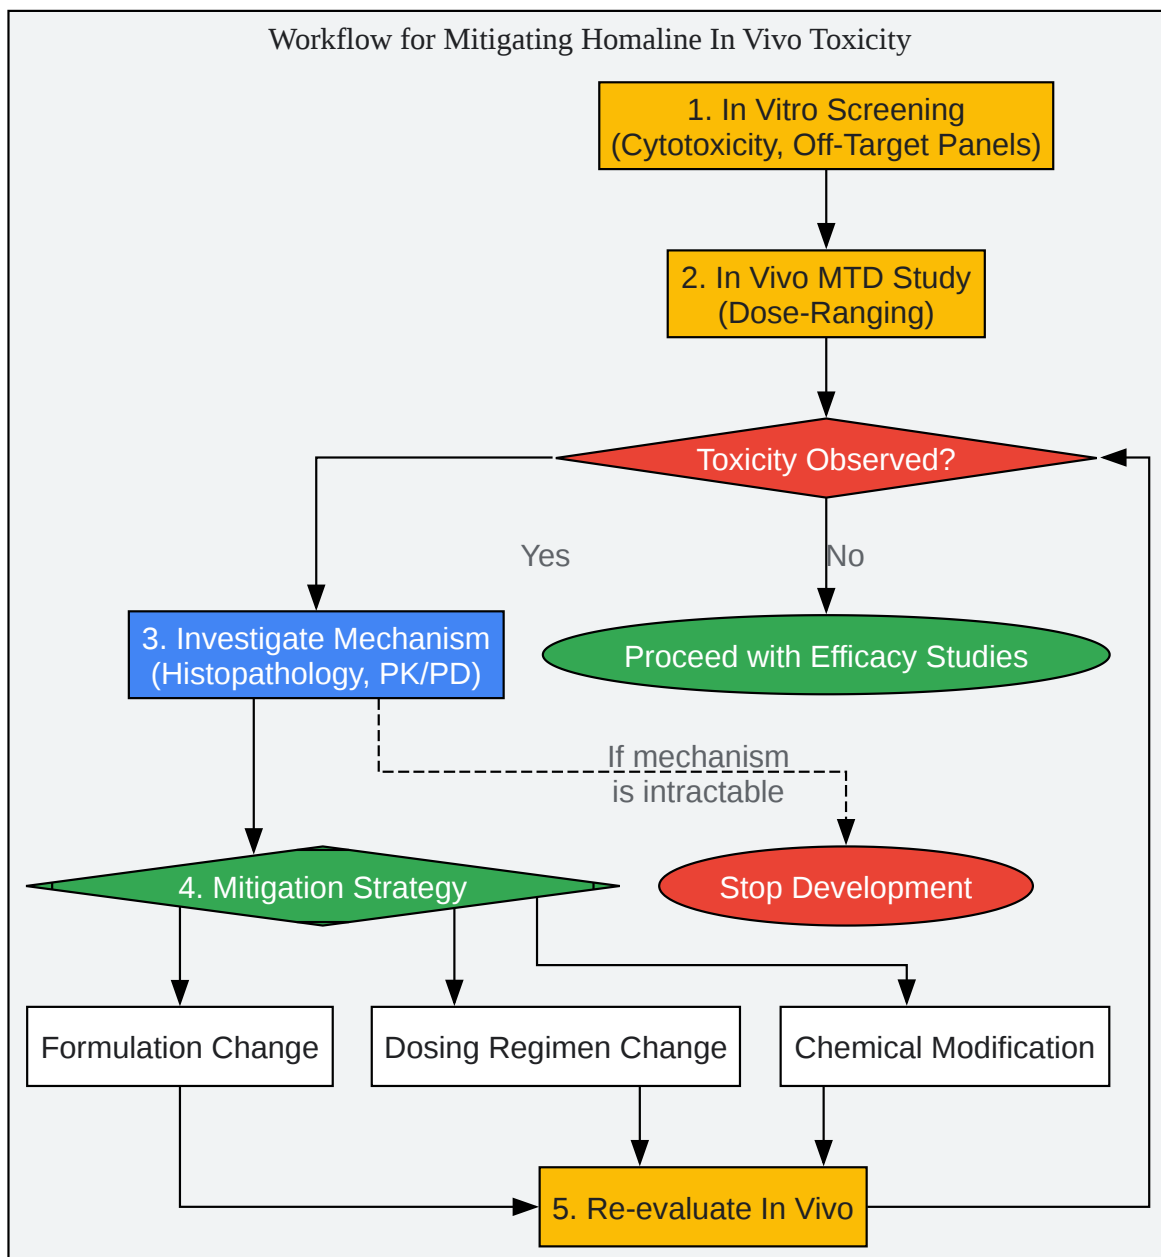 Workflow for Mitigating Homaline In Vivo Toxicity
1. In Vitro Screening
(Cytotoxicity, Off-Target Panels)
2. In Vivo MTD Study
(Dose-Ranging)
Toxicity Observed?
Yes
No
3. Investigate Mechanism
(Histopathology, PK/PD)
Proceed with Efficacy Studies
If mechanism
is intractable
4. Mitigation Strategy
Stop Development
Formulation Change
Dosing Regimen Change
Chemical Modification
5. Re-evaluate In Vivo